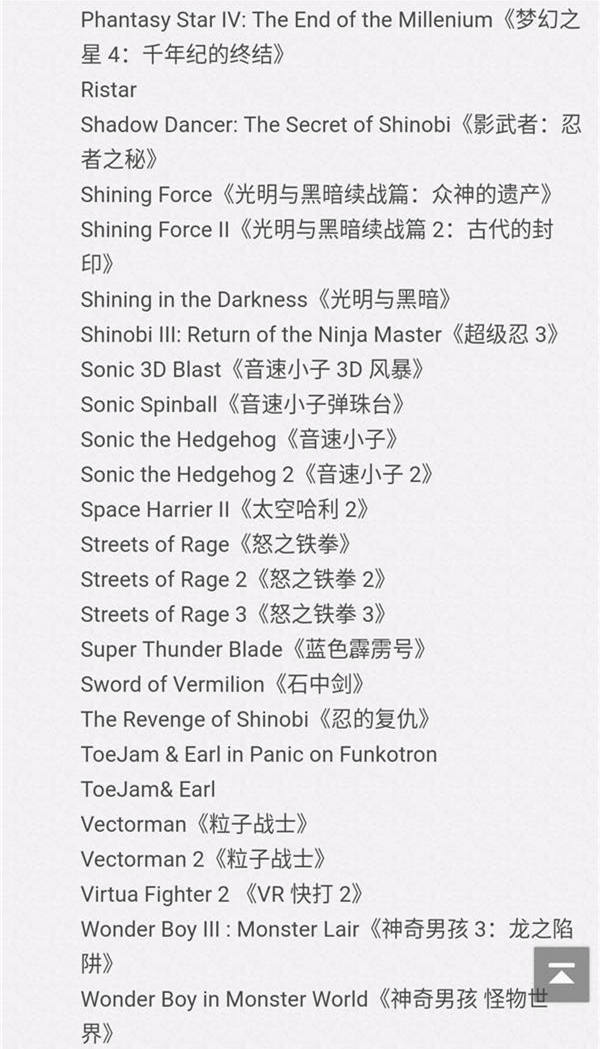 Phantasy Star IV: The End of the Millenium《梦幻之
星 4：千年纪的终结》
Ristar
Shadow Dancer: The Secret of Shinobi《影武者：忍
者之秘》
Shining Force《光明与黑暗续战篇：众神的遗产》
Shining Force II《光明与黑暗续战篇 2：古代的封
印》
Shining in the Darkness《光明与黑暗》
Shinobi III: Return of the Ninja Master《超级忍 3》
Sonic 3D Blast《音速小子 3D 风暴》
Sonic Spinball《音速小子弹珠台》
Sonic the Hedgehog《音速小子》
Sonic the Hedgehog 2《音速小子 2》
Space Harrier II《太空哈利 2》
Streets of Rage《怒之铁拳》
Streets of Rage 2《怒之铁拳 2》
Streets of Rage 3《怒之铁拳 3》
Super Thunder Blade《蓝色霹雳号》
Sword of Vermilion《石中剑》
The Revenge of Shinobi《忍的复仇》
ToeJam & Earl in Panic on Funkotron
ToeJam& Earl
Vectorman《粒子战士》
Vectorman 2《粒子战士》
Virtua Fighter 2 《VR 快打 2》
Wonder Boy III : Monster Lair《神奇男孩 3：龙之陷
阱》
Wonder Boy in Monster World《神奇男孩 怪物世
界》